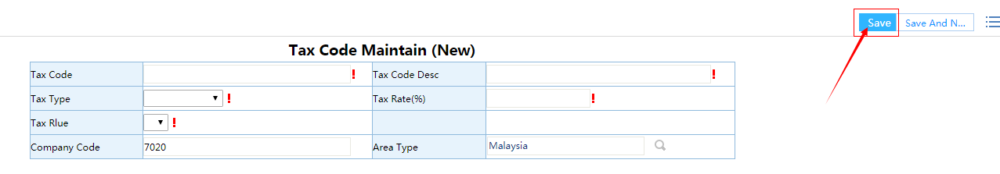 Save Save And N...
Tax Code Maintain (New)
Tax Code ! Tax Code Desc !
Tax Type ! Tax Rate(%) !
Tax Rlue !
Company Code 7020 Area Type Malaysia